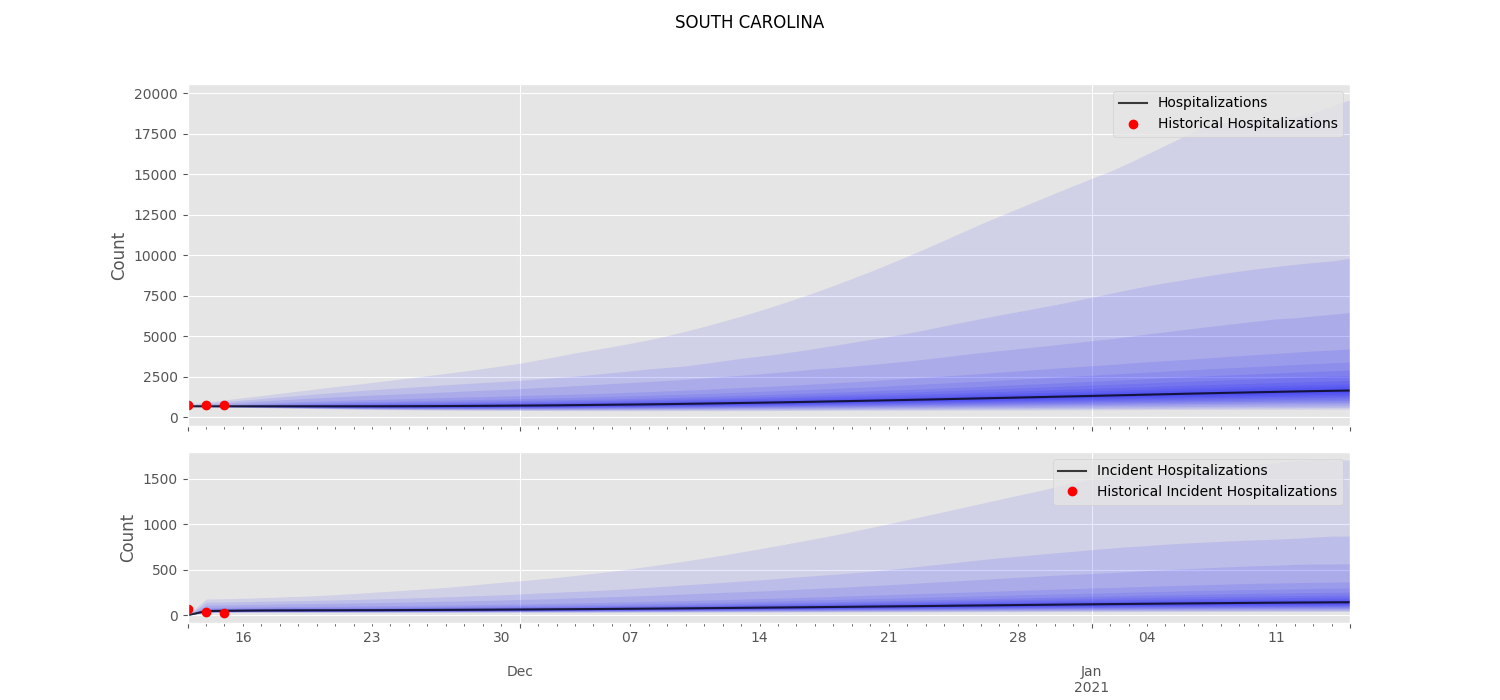 SOUTH CAROLINA
20000
17500
15000
12500
10000
7500
5000
2500
0
Count
Hospitalizations
Historical Hospitalizations
1500
1000
500
0
Count
Incident Hospitalizations
Historical Incident Hospitalizations
16 23 30 07 14 21 28 04 11
Dec Jan
2021